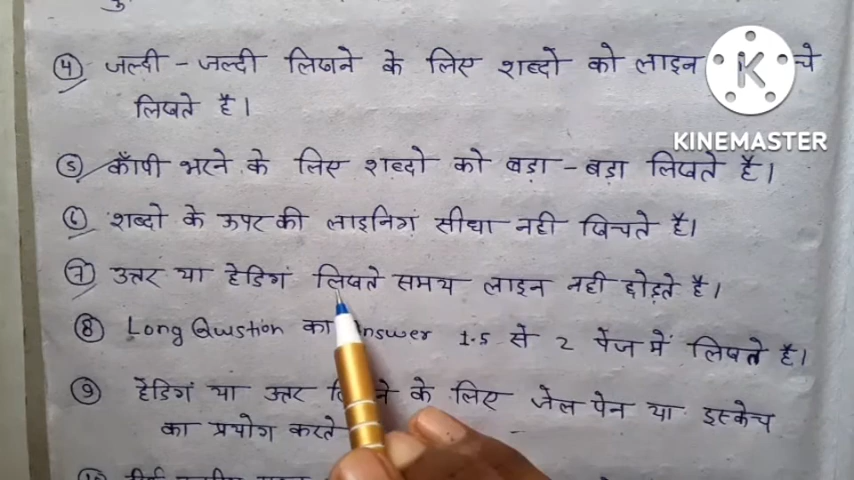 ④ जल्दी - जल्दी लिखने के लिए शब्दो को लाइन
लिखते है।
⑤ कॉपी भरने के लिए शब्दो को बड़ा - बड़ा लिखते है।
⑥ शब्दो के ऊपर की लाइनिगं सीधा नही खिचते है।
⑦ उत्तर या हेडिगं लिखते समय लाइन नही छोड़ते है।
⑧ Long Qustion का Answer 1.5 से 2 पेज में लिखते है।
⑨ हेडिगं या उत्तर के लिए जेल पेन या इस्केच
का प्रयोग करते
K
KINEMASTER